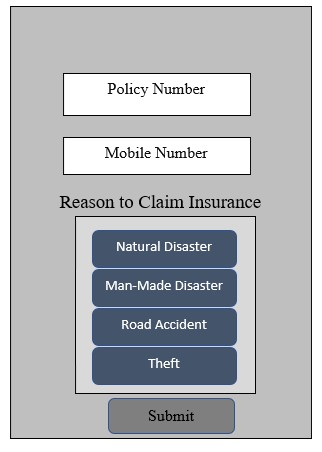 Policy Number
Mobile Number
Reason to Claim Insurance
Natural Disaster
Man-Made Disaster
Road Accident
Theft
Submit